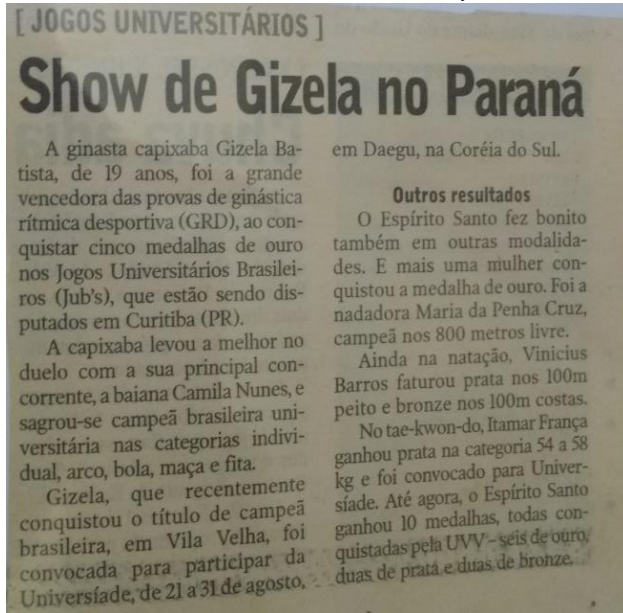 [ JOGOS UNIVERSITÁRIOS ]
Show de Gizela no Paraná
A ginasta capixaba Gizela Ba-
tista, de 19 anos, foi a grande
vencedora das provas de ginástica
rítmica desportiva (GRD), ao con-
quistar cinco medalhas de ouro
nos Jogos Universitários Brasilei-
ros (Jub's), que estão sendo dis-
putados em Curitiba (PR).
A capixaba levou a melhor no
duelo com a sua principal con-
corrente, a baiana Camila Nunes, e
sagrou-se campeã brasileira uni-
versitária nas categorias indivi-
dual, arco, bola, maça e fita.
Gizela, que recentemente
conquistou o título de campeã
brasileira, em Vila Velha, foi
convocada para participar da
Universíade, de 21 a 31 de agosto,
em Daegu, na Coréia do Sul.
Outros resultados
O Espírito Santo fez bonito
também em outras modalida-
des. E mais uma mulher con-
quistou a medalha de ouro. Foi a
nadadora Maria da Penha Cruz,
campeã nos 800 metros livre.
Ainda na natação, Vinicius
Barros faturou prata nos 100m
peito e bronze nos 100m costas.
No tae-kwon-do, Itamar França
ganhou prata na categoria 54 a 58
kg e foi convocado para Univer-
síade. Até agora, o Espírito Santo
ganhou 10 medalhas, todas con-
quistadas pela UVV – seis de ouro,
duas de prata e duas de bronze.